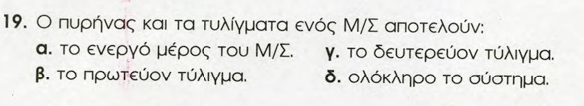 19. Ο πυρήνας και τα τυλίγματα ενός Μ/Σ αποτελούν:
α. το ενεργό μέρος του Μ/Σ. γ. το δευτερεύον τύλιγμα.
β. το πρωτεύον τύλιγμα. δ. ολόκληρο το σύστημα.